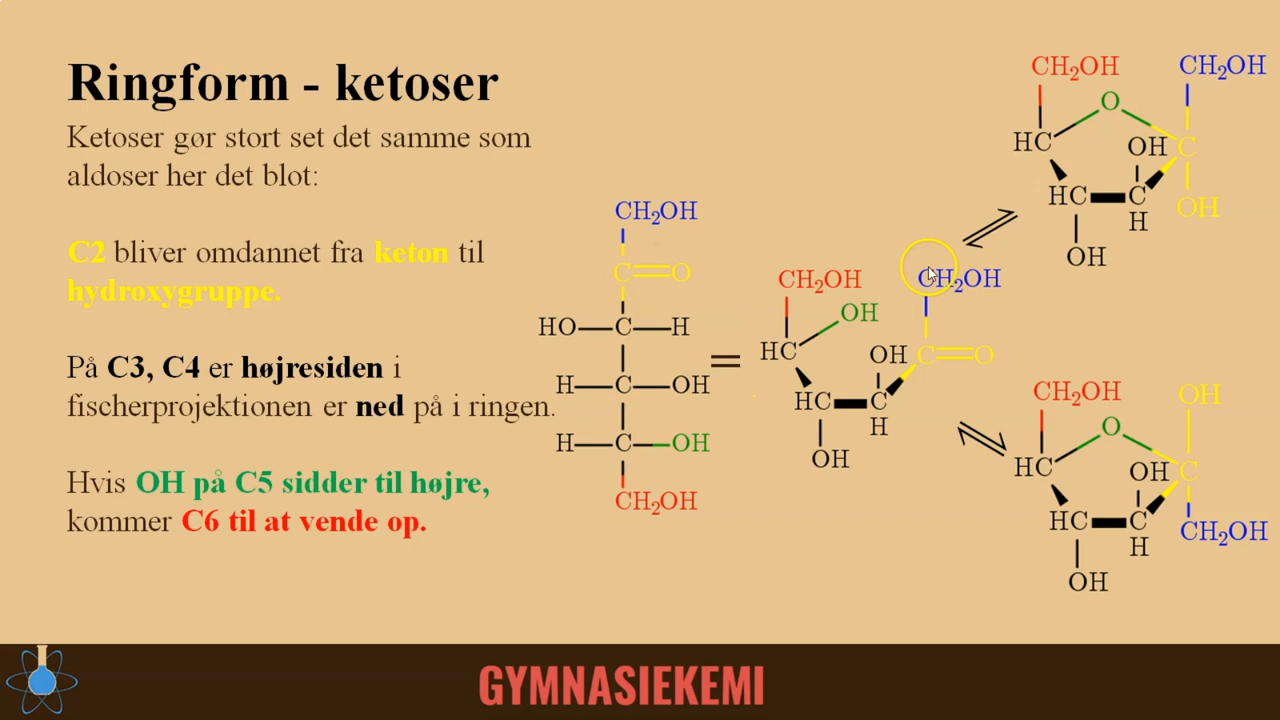 Ringform - ketoser
Ketoser gør stort set det samme som
aldoser her det blot:
C2 bliver omdannet fra keton til
hydroxygruppe.
På C3, C4 er højresiden i
fischerprojektionen er ned på i ringen.
Hvis OH på C5 sidder til højre,
kommer C6 til at vende op.
CH₂OH
C=O
HO—C—H
H—C—OH
H—C—OH
CH₂OH
=
CH₂OH
CH₂OH
OH
HC
OH
C=O
HC
C
H
OH
CH₂OH
CH₂OH
O
HC
OH
C
HC
C
OH
H
OH
CH₂OH
OH
O
HC
OH
C
HC
C
CH₂OH
H
OH
GYMNASIEKEMI